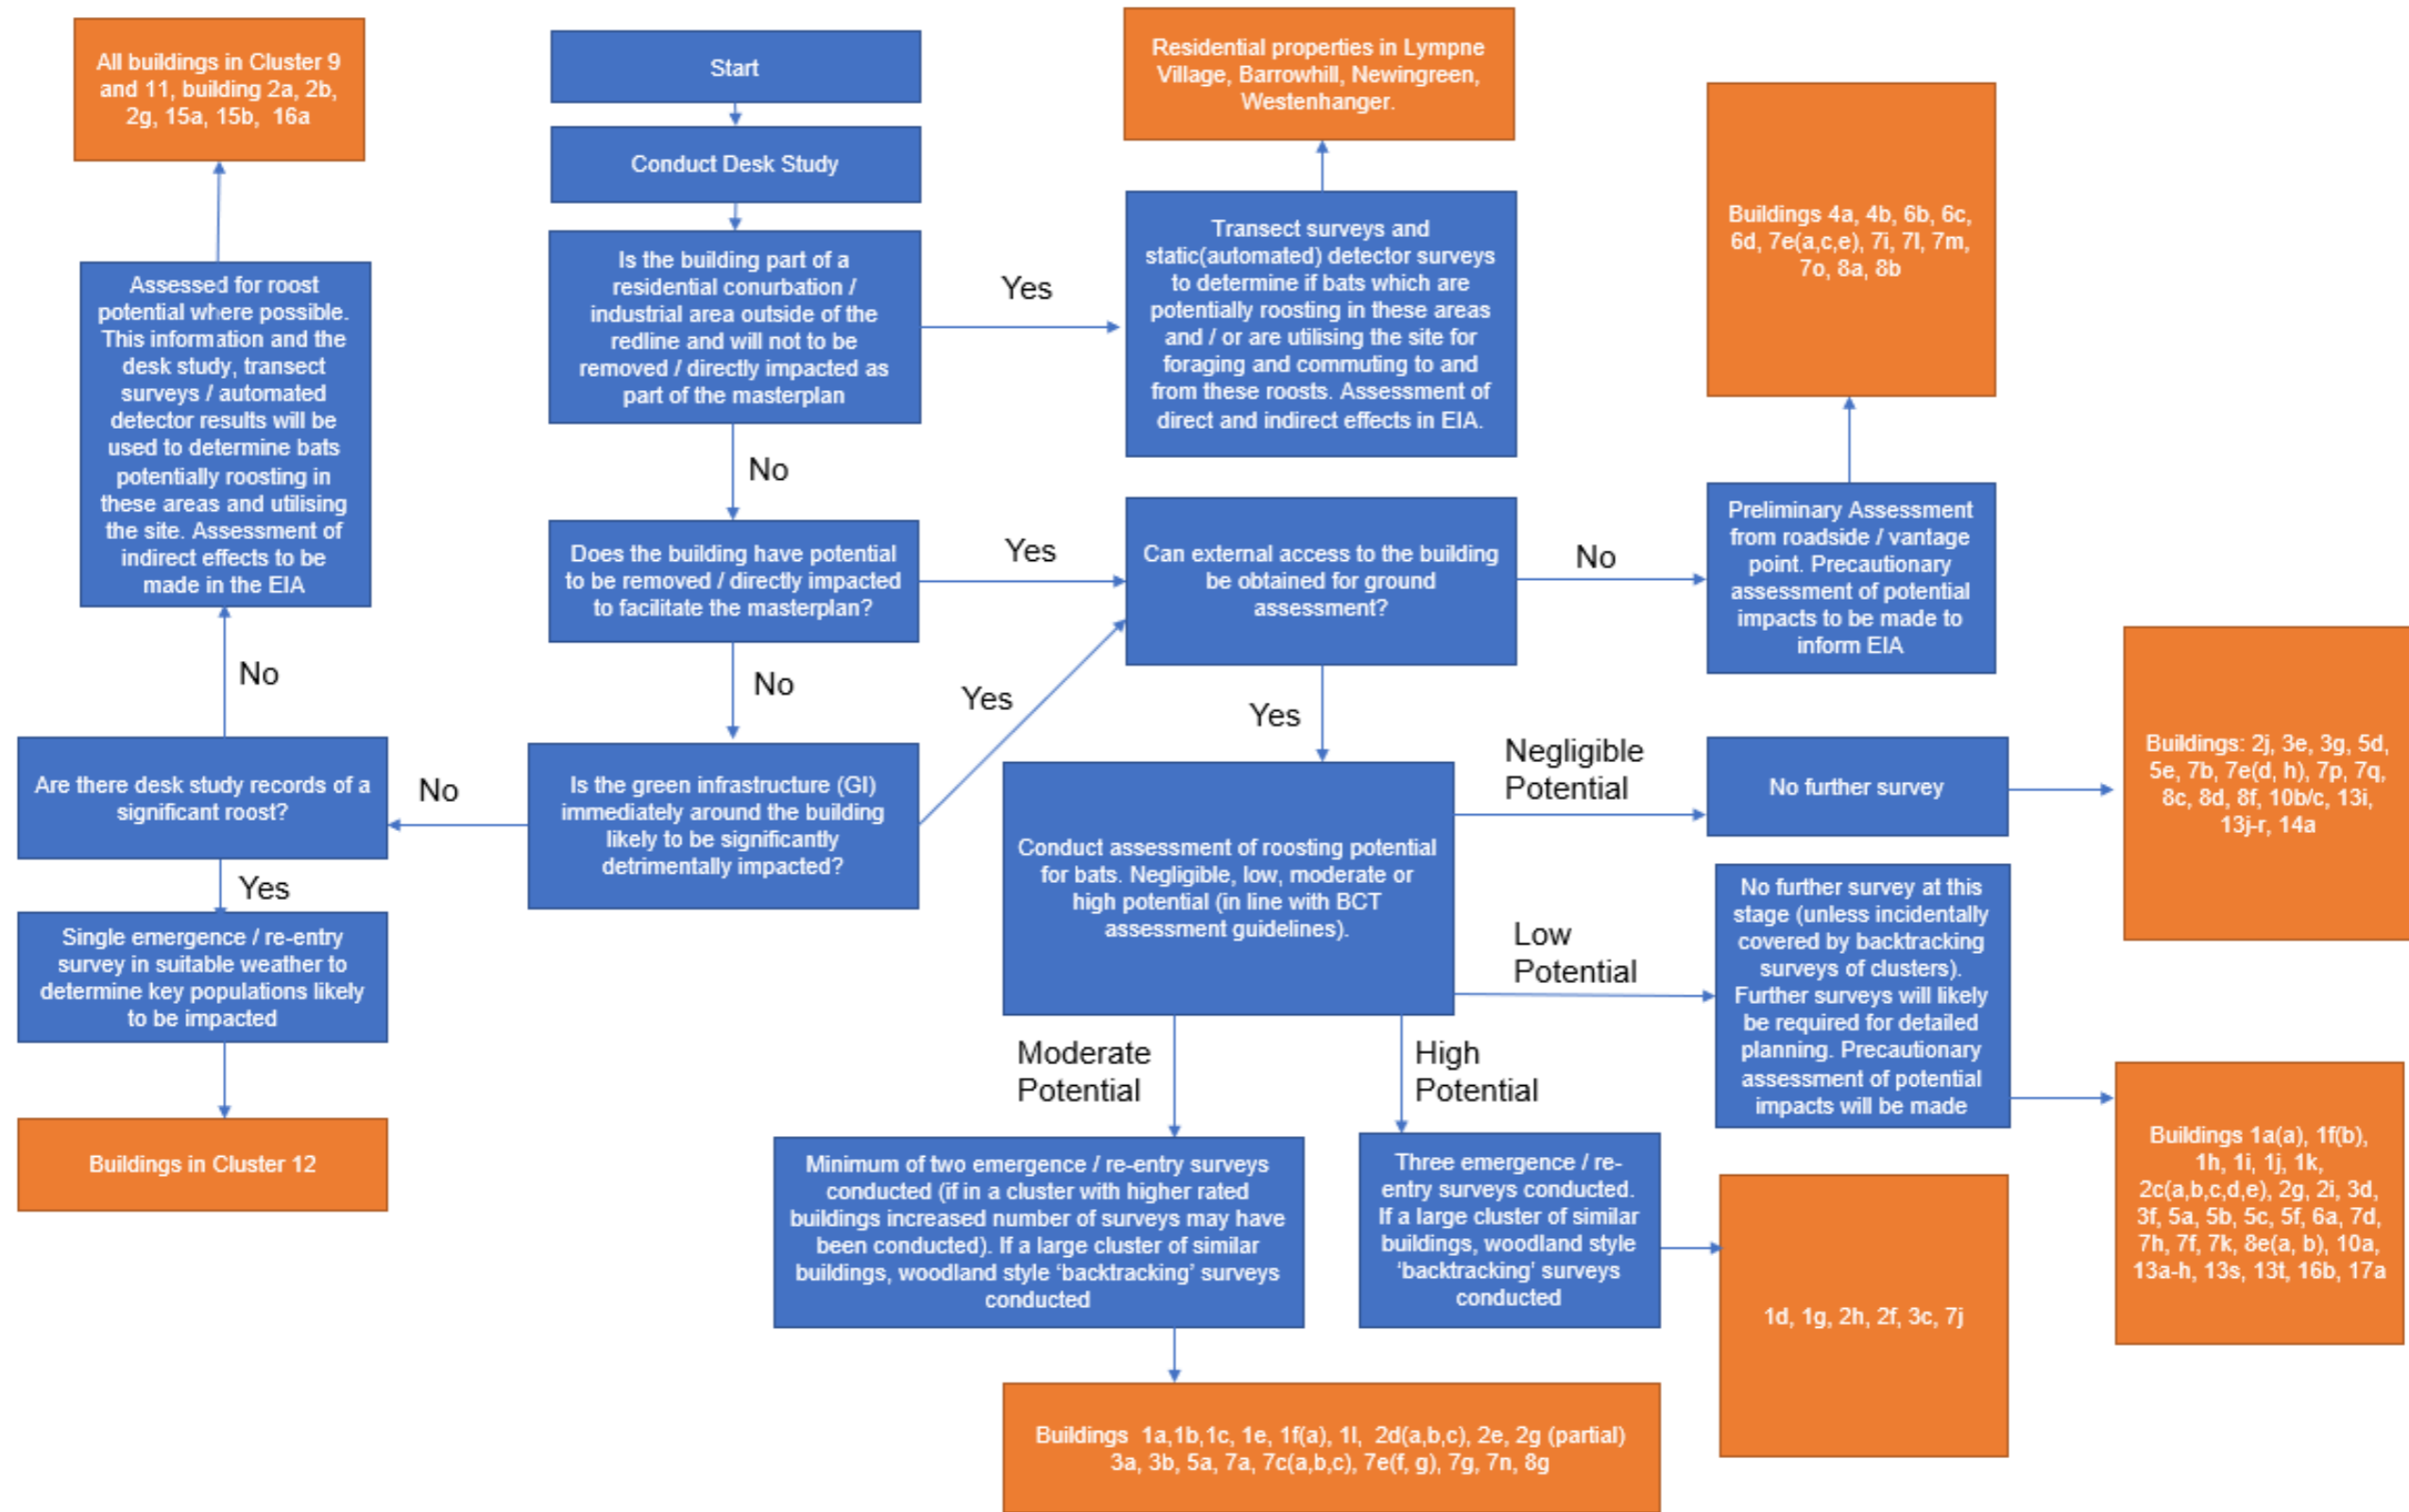 All buildings in Cluster 9
and 11, building 2a, 2b,
2g, 15a, 15b, 16a
Start
Conduct Desk Study
Residential properties in Lympne
Village, Barrowhill, Newingreen,
Westenhanger.
Is the building part of a
residential conurbation /
industrial area outside of the
redline and will not to be
removed / directly impacted as
part of the masterplan
Yes
Transect surveys and
static(automated) detector surveys
to determine if bats which are
potentially roosting in these areas
and / or are utilising the site for
foraging and commuting to and
from these roosts. Assessment of
direct and indirect effects in EIA.
Buildings 4a, 4b, 6b, 6c,
6d, 7e(a,c,e), 7i, 7l, 7m,
7o, 8a, 8b
Assessed for roost
potential where possible.
This information and the
desk study, transect
surveys / automated
detector results will be
used to determine bats
potentially roosting in
these areas and utilising
the site. Assessment of
indirect effects to be
made in the EIA
No
Does the building have potential
to be removed / directly impacted
to facilitate the masterplan?
Yes
Can external access to the building
be obtained for ground
assessment?
No
Preliminary Assessment
from roadside / vantage
point. Precautionary
assessment of potential
impacts to be made to
inform EIA
No
No
Yes
Yes
Are there desk study records of a
significant roost?
No
Is the green infrastructure (GI)
immediately around the building
likely to be significantly
detrimentally impacted?
Conduct assessment of roosting potential
for bats. Negligible, low, moderate or
high potential (in line with BCT
assessment guidelines).
Negligible
Potential
No further survey
Buildings: 2j, 3e, 3g, 5d,
5e, 7b, 7e(d, h), 7p, 7q,
8c, 8d, 8f, 10b/c, 13i,
13j-r, 14a
Yes
Single emergence / re-entry
survey in suitable weather to
determine key populations likely
to be impacted
Low
Potential
No further survey at this
stage (unless incidentally
covered by backtracking
surveys of clusters).
Further surveys will likely
be required for detailed
planning. Precautionary
assessment of potential
impacts will be made
Moderate
Potential
High
Potential
Buildings in Cluster 12
Minimum of two emergence / re-entry surveys
conducted (if in a cluster with higher rated
buildings increased number of surveys may have
been conducted). If a large cluster of similar
buildings, woodland style ‘backtracking’ surveys
conducted
Three emergence / re-
entry surveys conducted.
If a large cluster of similar
buildings, woodland style
‘backtracking’ surveys
conducted
1d, 1g, 2h, 2f, 3c, 7j
Buildings 1a(a), 1f(b),
1h, 1i, 1j, 1k,
2c(a,b,c,d,e), 2g, 2i, 3d,
3f, 5a, 5b, 5c, 5f, 6a, 7d,
7h, 7f, 7k, 8e(a, b), 10a,
13a-h, 13s, 13t, 16b, 17a
Buildings 1a,1b,1c, 1e, 1f(a), 1l, 2d(a,b,c), 2e, 2g (partial)
3a, 3b, 5a, 7a, 7c(a,b,c), 7e(f, g), 7g, 7n, 8g